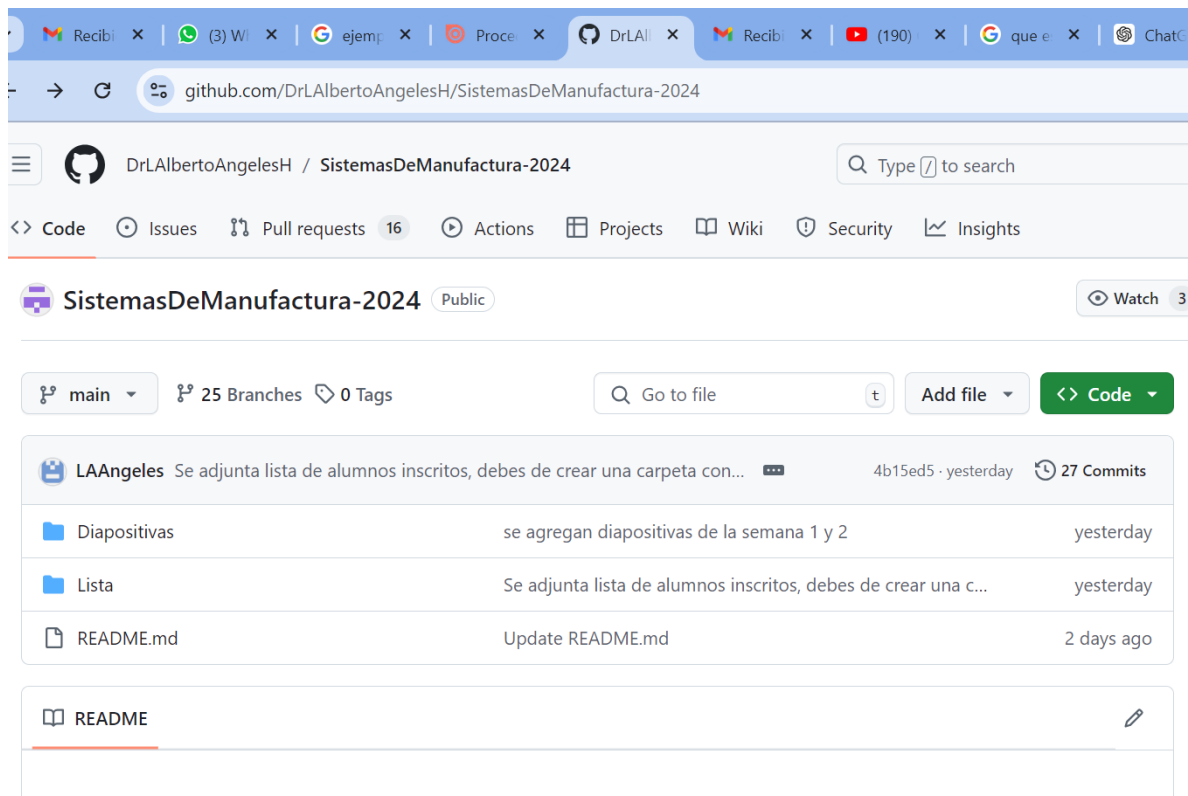 Recibi
(3) W
ejemp
Proce
DrLAl
Recib
(190)
que e
Chat
github.com/DrLAlbertoAngelesH/SistemasDeManufactura-2024
DrLAlbertoAngelesH / SistemasDeManufactura-2024
Type / to search
Code
Issues
Pull requests 16
Actions
Projects
Wiki
Security
Insights
SistemasDeManufactura-2024 Public
Watch 3
main
25 Branches
0 Tags
Go to file t
Add file
Code
LAAngeles Se adjunta lista de alumnos inscritos, debes de crear una carpeta con... 4b15ed5 · yesterday 27 Commits
Diapositivas se agregan diapositivas de la semana 1 y 2 yesterday
Lista Se adjunta lista de alumnos inscritos, debes de crear una c... yesterday
README.md Update README.md 2 days ago
README